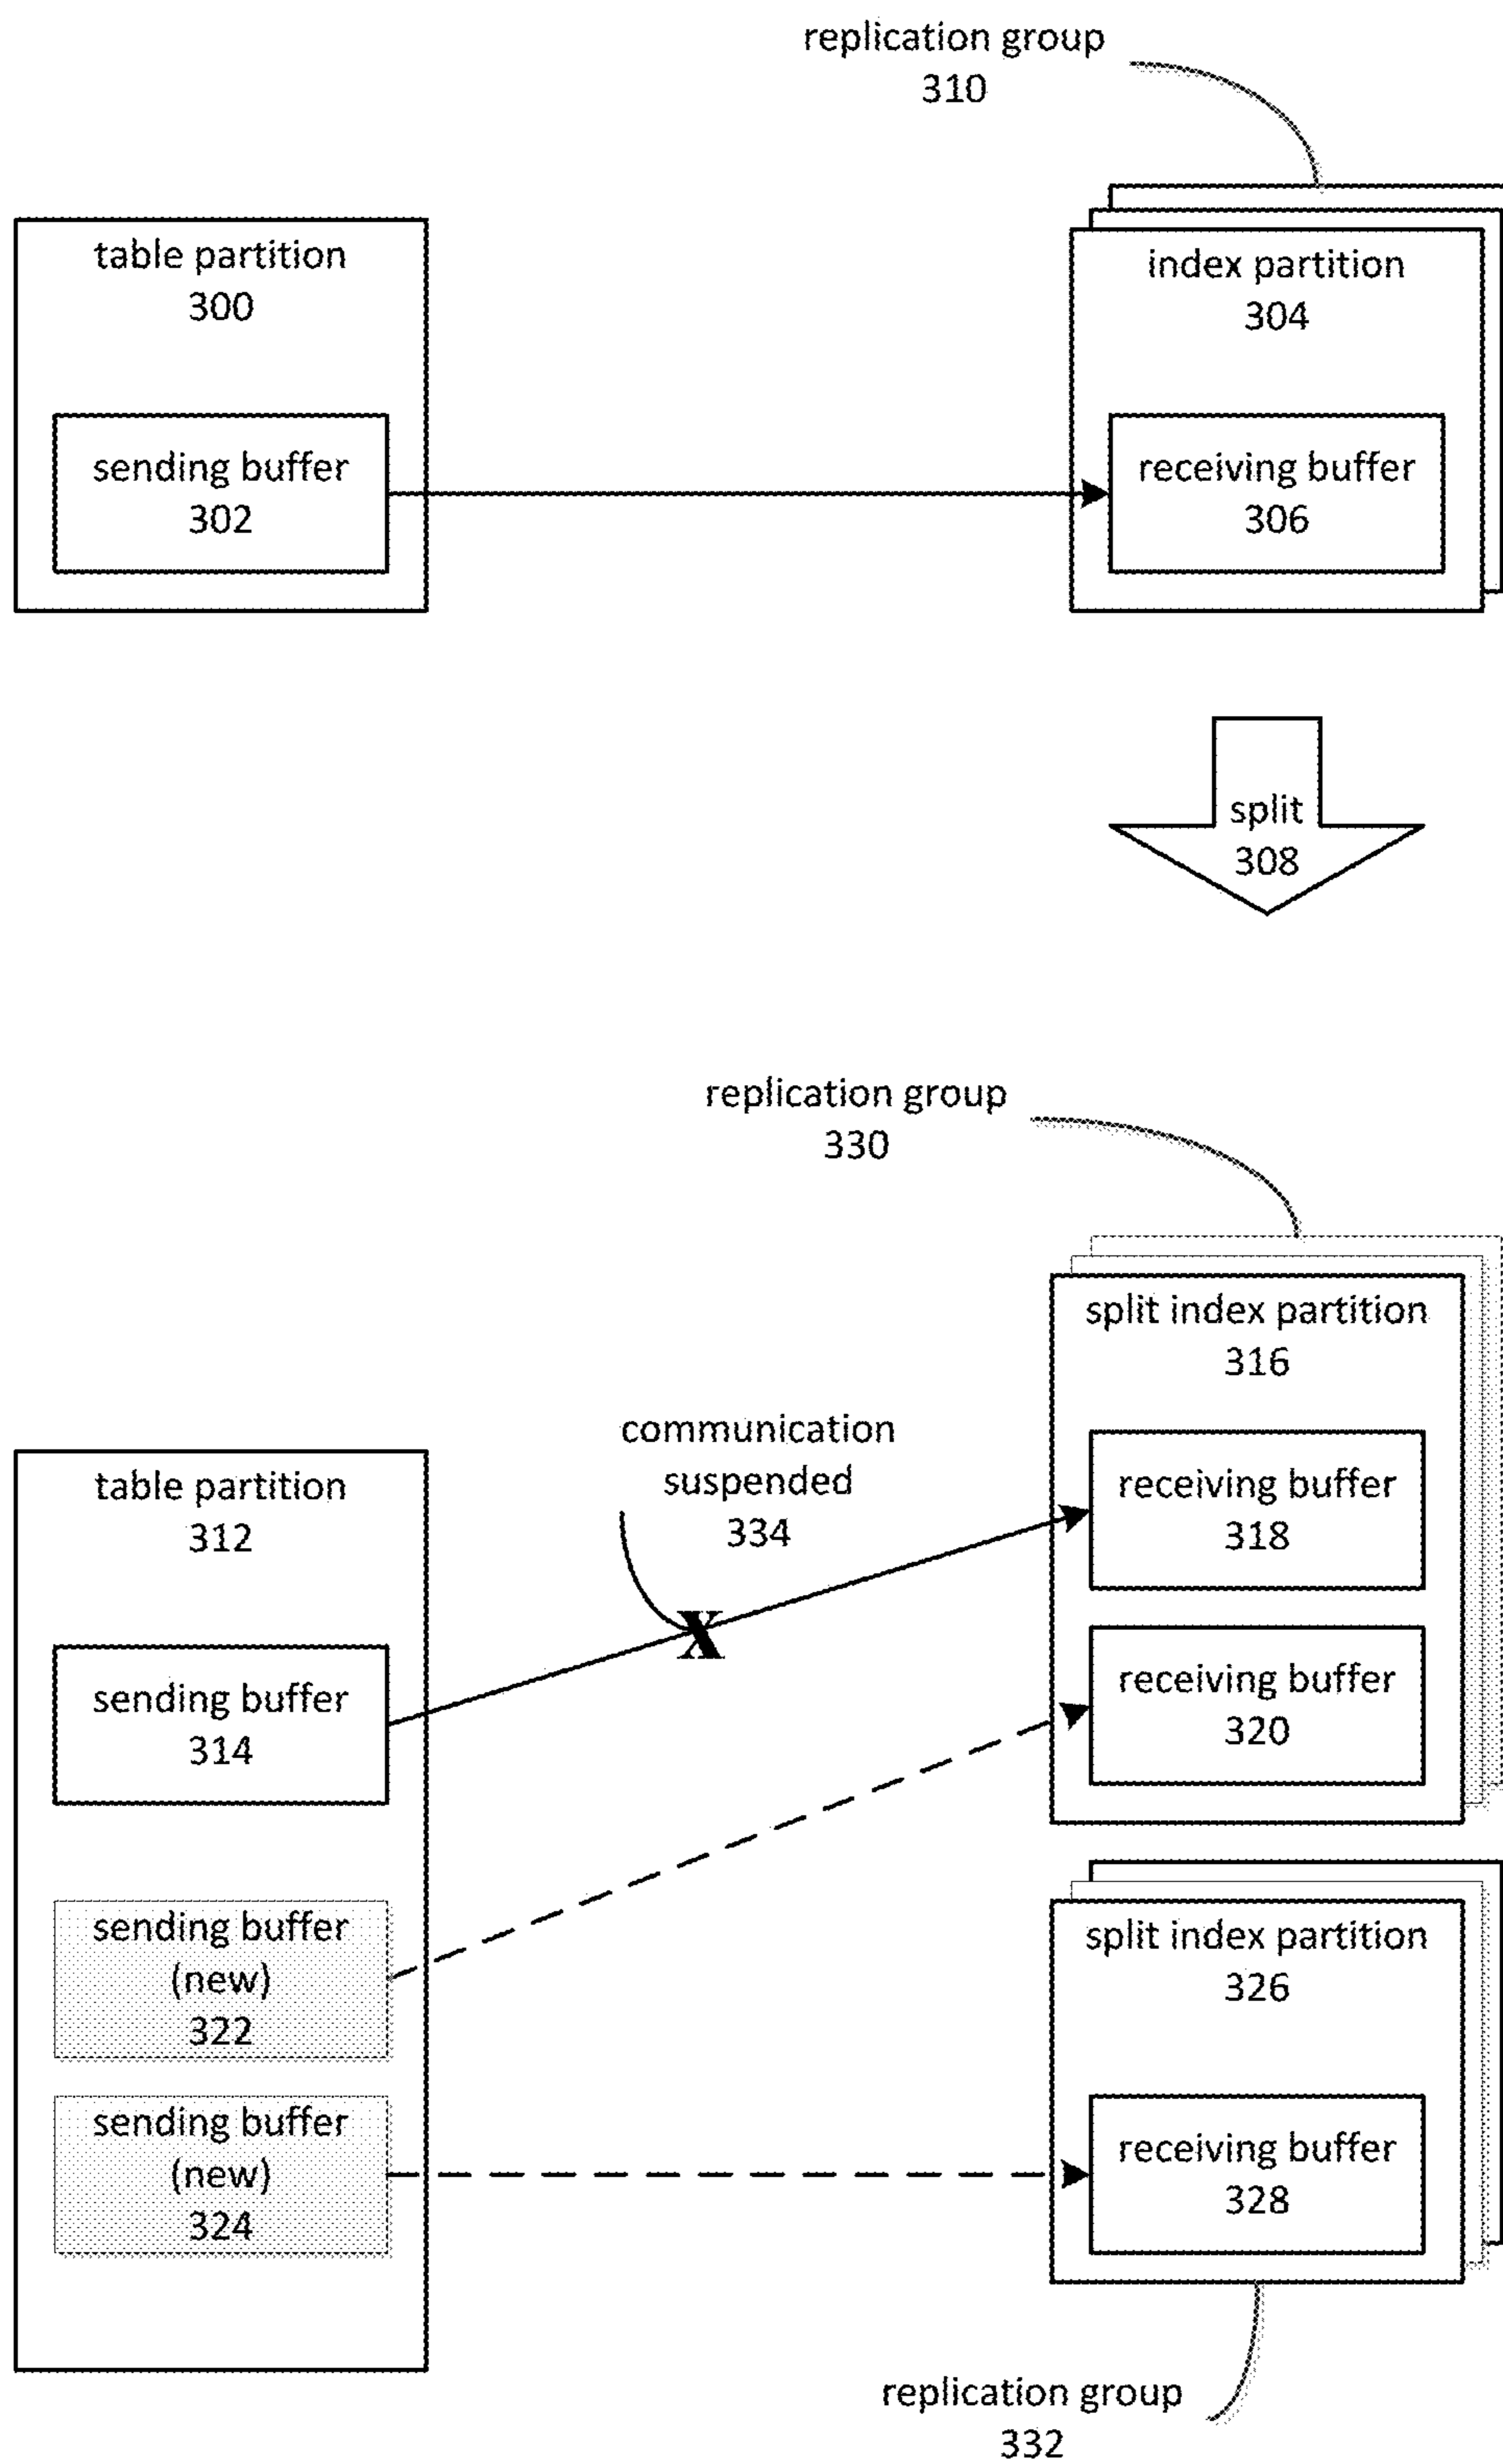 replication group
310
table partition
300
index partition
304
sending buffer
302
receiving buffer
306
split
308
replication group
330
split index partition
316
communication
suspended
334
receiving buffer
318
table partition
312
sending buffer
314
receiving buffer
320
sending buffer
(new)
322
split index partition
326
sending buffer
(new)
324
receiving buffer
328
replication group
332